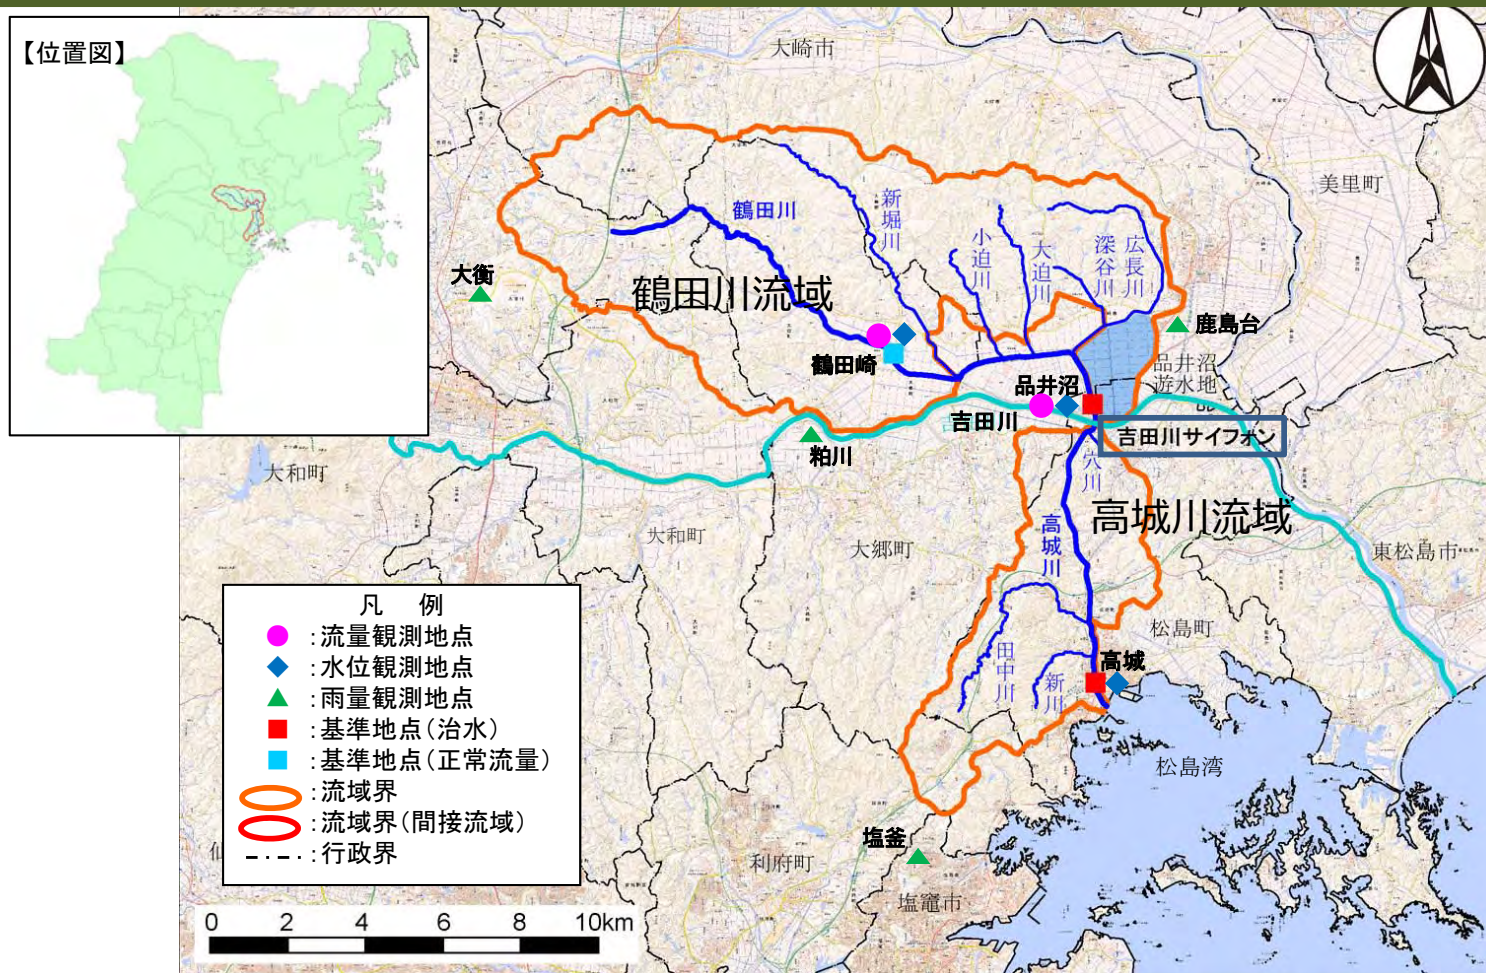 【位置図】
大崎市
美里町
鶴田川
新堀川
小迫川
大迫川
深谷川
広長川
大衡
鶴田川流域
鹿島台
鶴田崎
品井沼
品井沼
遊水地
吉田川
吉田川サイフォン
粕川
穴川
大和町
大和町
大郷町
高城川
高城川流域
東松島市
松島町
田中川
新川
高城
松島湾
塩釜
利府町
塩竈市
凡 例
:流量観測地点
:水位観測地点
:雨量観測地点
:基準地点(治水)
:基準地点(正常流量)
:流域界
:流域界(間接流域)
:行政界
0 2 4 6 8 10km